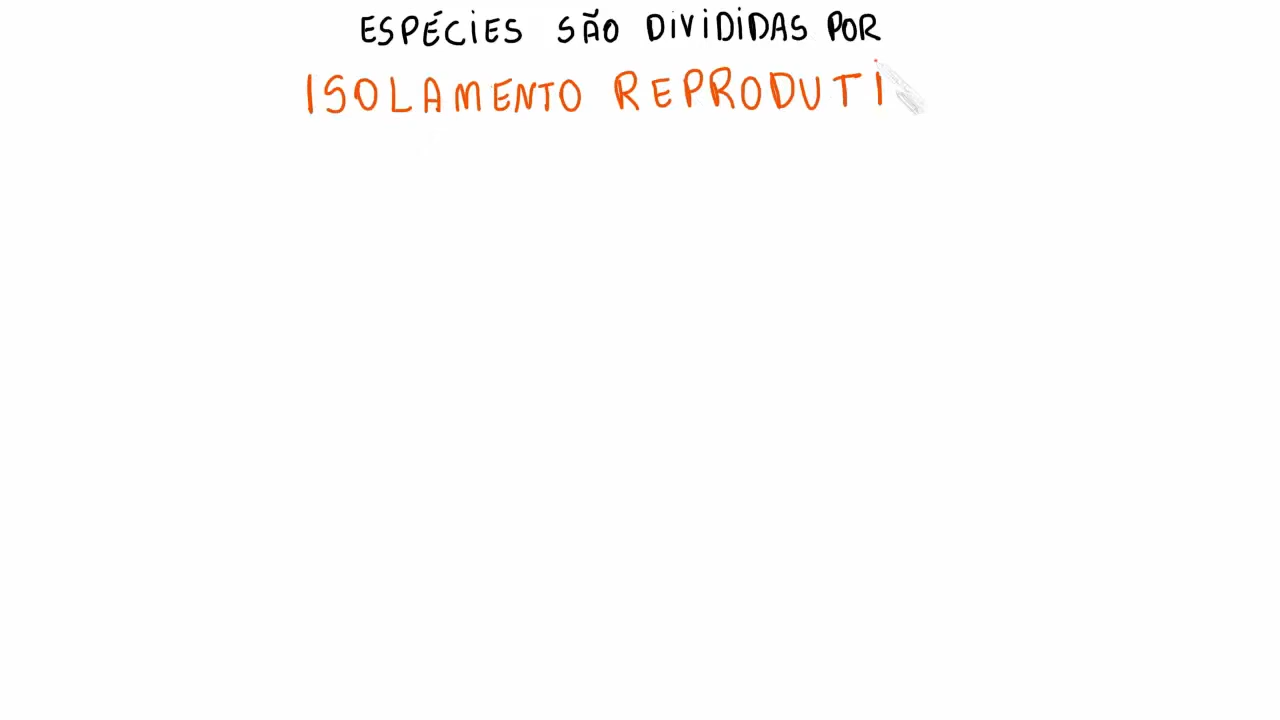 ESPÉCIES SÃO DIVIDIDAS POR
ISOLAMENTO REPRODUTI